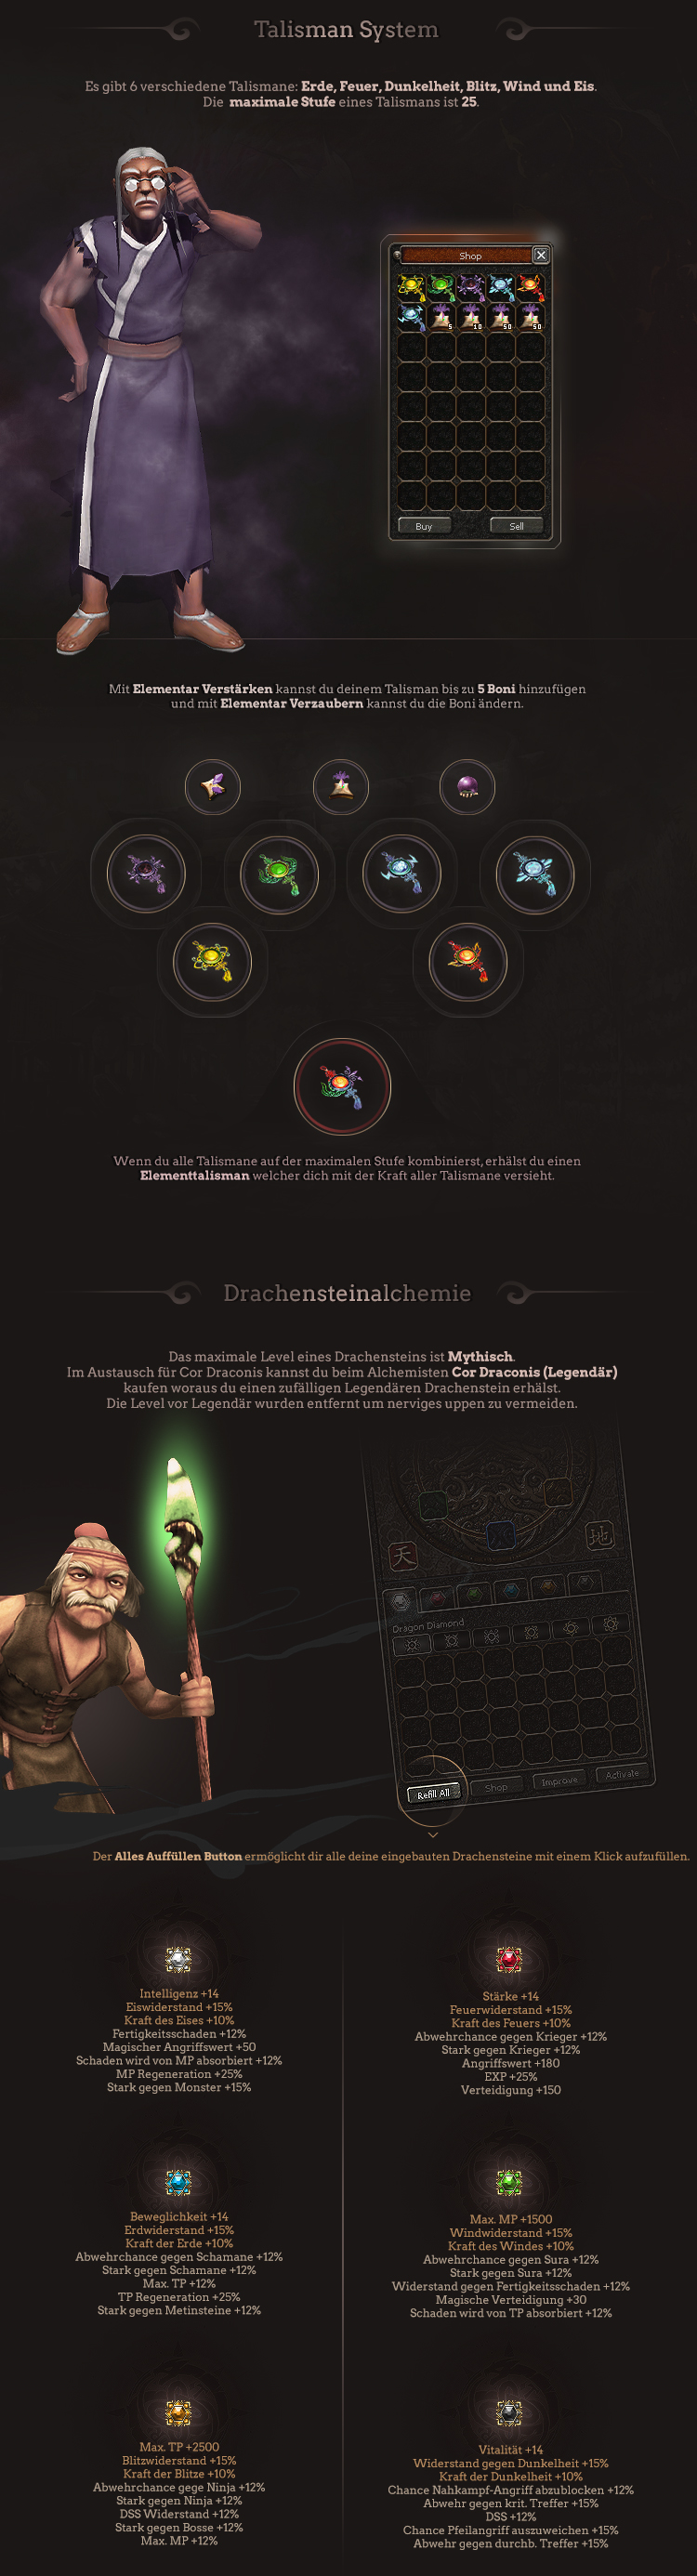 Talisman System
Es gibt 6 verschiedene Talismane: Erde, Feuer, Dunkelheit, Blitz, Wind und Eis.
Die maximale Stufe eines Talismans ist 25.
Shop
5 10 50 50
Buy
Sell
Mit Elementar Verstärken kannst du deinem Talisman bis zu 5 Boni hinzufügen
und mit Elementar Verzaubern kannst du die Boni ändern.
Wenn du alle Talismane auf der maximalen Stufe kombinierst, erhälst du einen
Elementtalisman welcher dich mit der Kraft aller Talismane versieht.
Drachensteinalchemie
Das maximale Level eines Drachensteins ist Mythisch.
Im Austausch für Cor Draconis kannst du beim Alchemisten Cor Draconis (Legendär)
kaufen woraus du einen zufälligen Legendären Drachenstein erhälst.
Die Level vor Legendär wurden entfernt um nerviges uppen zu vermeiden.
天
地
Dragon Diamond
Refill All
Shop
Improve
Activate
Der Alles Auffüllen Button ermöglicht dir alle deine eingebauten Drachensteine mit einem Klick aufzufüllen.
Intelligenz +14
Eiswiderstand +15%
Kraft des Eises +10%
Fertigkeitsschaden +12%
Magischer Angriffswert +50
Schaden wird von MP absorbiert +12%
MP Regeneration +25%
Stark gegen Monster +15%
Stärke +14
Feuerwiderstand +15%
Kraft des Feuers +10%
Abwehrchance gegen Krieger +12%
Stark gegen Krieger +12%
Angriffswert +180
EXP +25%
Verteidigung +150
Beweglichkeit +14
Erdwiderstand +15%
Kraft der Erde +10%
Abwehrchance gegen Schamane +12%
Stark gegen Schamane +12%
Max. TP +12%
TP Regeneration +25%
Stark gegen Metinsteine +12%
Max. MP +1500
Windwiderstand +15%
Kraft des Windes +10%
Abwehrchance gegen Sura +12%
Stark gegen Sura +12%
Widerstand gegen Fertigkeitsschaden +12%
Magische Verteidigung +30
Schaden wird von TP absorbiert +12%
Max. TP +2500
Blitzwiderstand +15%
Kraft der Blitze +10%
Abwehrchance gege Ninja +12%
Stark gegen Ninja +12%
DSS Widerstand +12%
Stark gegen Bosse +12%
Max. MP +12%
Vitalität +14
Widerstand gegen Dunkelheit +15%
Kraft der Dunkelheit +10%
Chance Nahkampf-Angriff abzublocken +12%
Abwehr gegen krit. Treffer +15%
DSS +12%
Chance Pfeilangriff auszuweichen +15%
Abwehr gegen durchb. Treffer +15%